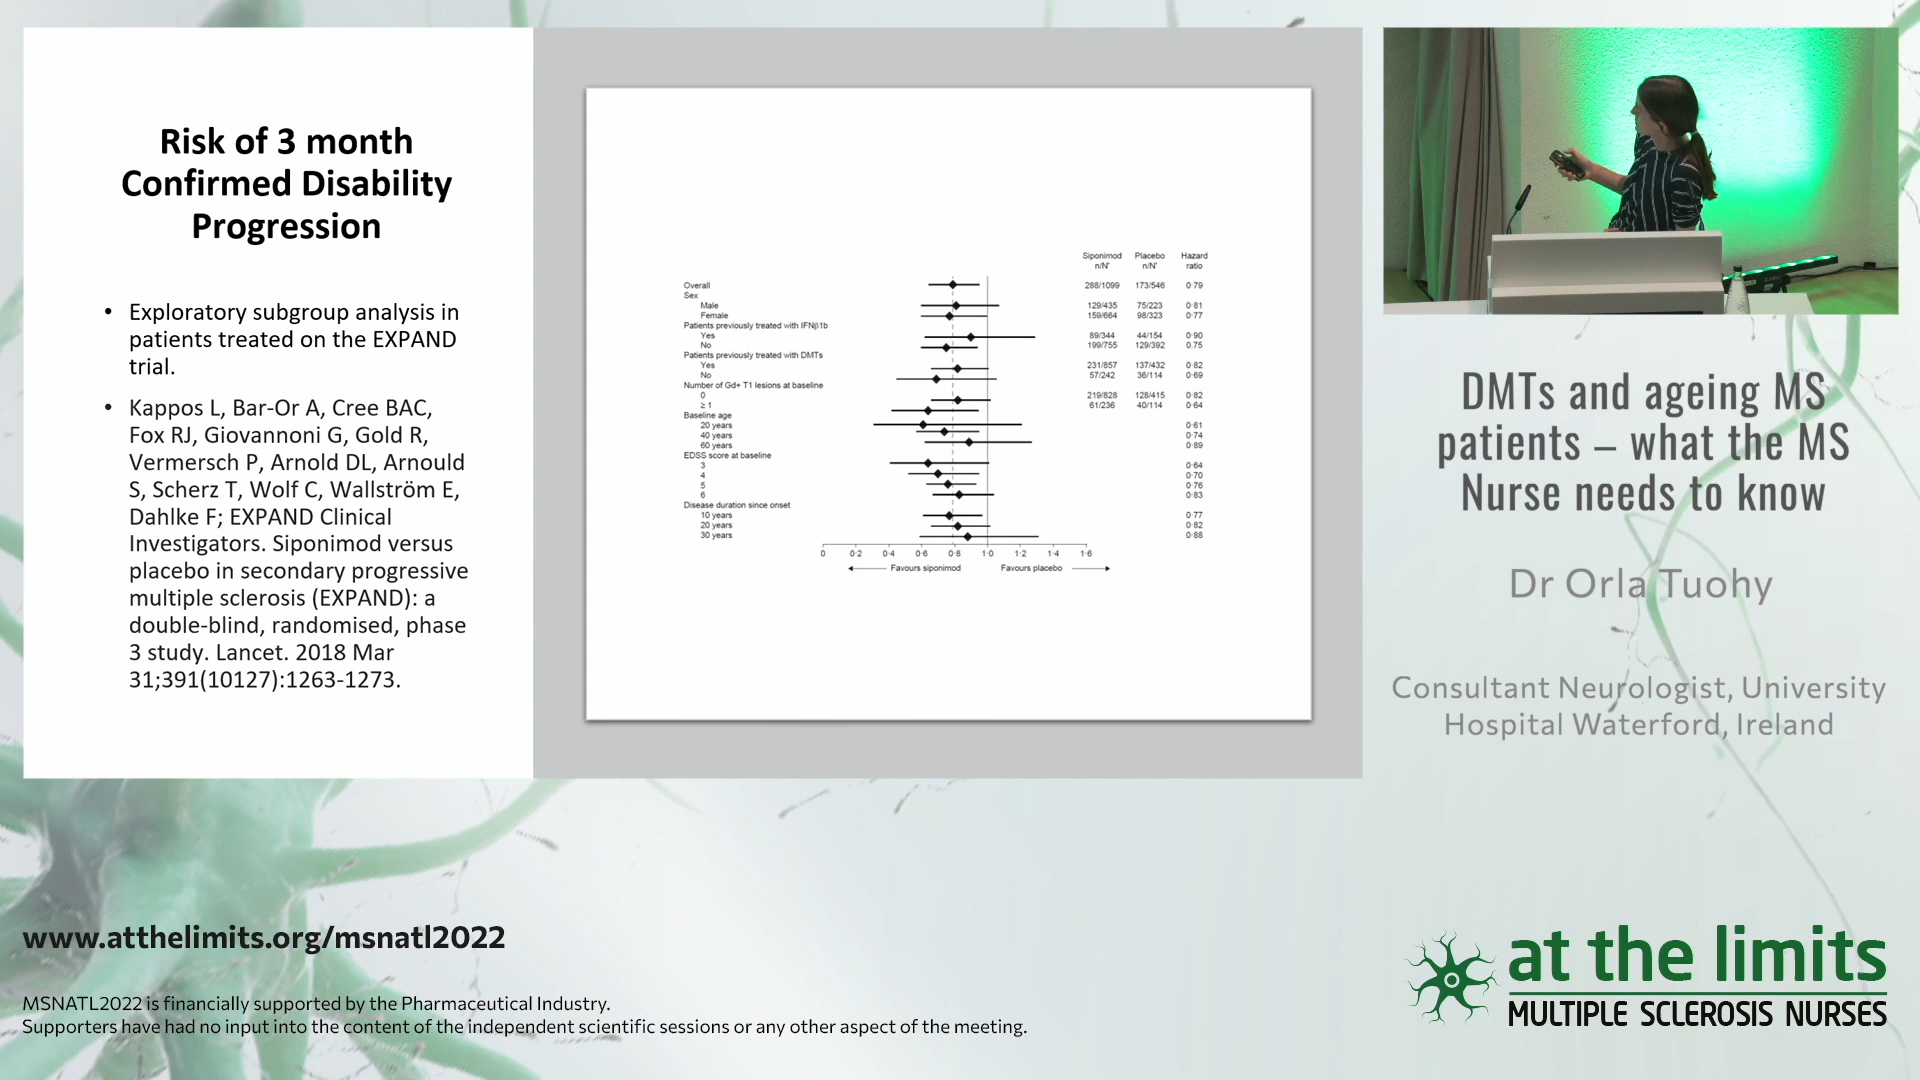 Risk of 3 month
Confirmed Disability
Progression
• Exploratory subgroup analysis in
patients treated on the EXPAND
trial.
• Kappos L, Bar-Or A, Cree BAC,
Fox RJ, Giovannoni G, Gold R,
Vermersch P, Arnold DL, Arnould
S, Scherz T, Wolf C, Wallström E,
Dahlke F; EXPAND Clinical
Investigators. Siponimod versus
placebo in secondary progressive
multiple sclerosis (EXPAND): a
double-blind, randomised, phase
3 study. Lancet. 2018 Mar
31;391(10127):1263-1273.
Siponimod Placebo Hazard
n/N' n/N' ratio
Overall 288/1099 173/546 0·79
Sex
Male 129/435 75/223 0·81
Female 159/664 98/323 0·77
Patients previously treated with IFNβ1b
Yes 89/344 44/154 0·90
No 199/755 129/392 0.75
Patients previously treated with DMTs
Yes 231/857 137/432 0·82
No 57/242 36/114 0·69
Number of Gd+ T1 lesions at baseline
0 219/828 128/415 0·82
≥ 1 61/236 40/114 0·64
Baseline age
20 years 0·61
40 years 0·74
60 years 0·89
EDSS score at baseline
3 0·64
4 0·70
5 0·76
6 0·83
Disease duration since onset
10 years 0·77
20 years 0·82
30 years 0·88
0 0·2 0·4 0·6 0·8 1·0 1·2 1·4 1·6
Favours siponimod Favours placebo
DMTs and ageing MS
patients – what the MS
Nurse needs to know
Dr Orla Tuohy
Consultant Neurologist, University
Hospital Waterford, Ireland
www.atthelimits.org/msnatl2022
MSNATL2022 is financially supported by the Pharmaceutical Industry.
Supporters have had no input into the content of the independent scientific sessions or any other aspect of the meeting.
at the limits
MULTIPLE SCLEROSIS NURSES